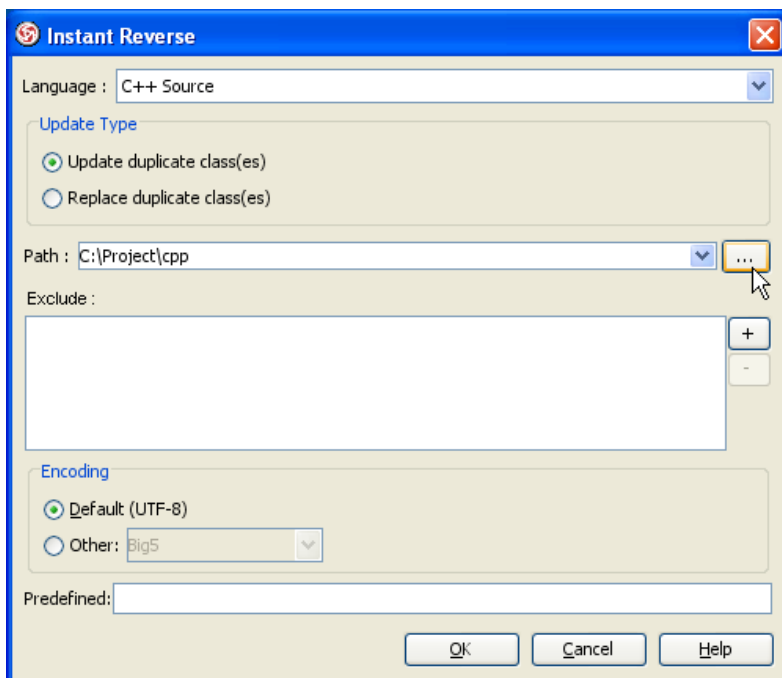 Instant Reverse
Language : C++ Source
Update Type
Update duplicate class(es)
Replace duplicate class(es)
Path : C:\Project\cpp ...
Exclude :
+
-
Encoding
Default (UTF-8)
Other: Big5
Predefined:
OK Cancel Help